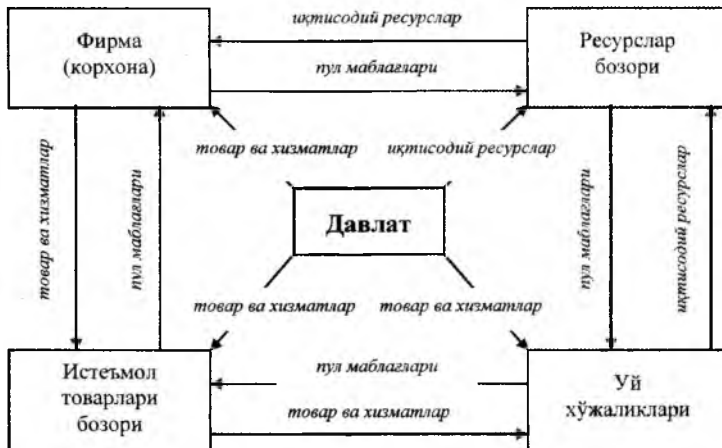 иқтисодий ресурслар
Фирма
(корхона)
Ресурслар
бозори
пул маблағлари
товар ва хизматлар
иқтисодий ресурслар
товар ва хизматлар
пул маблағлари
Давлат
пул маблағлари
иқтисодий ресурслар
товар ва хизматлар
товар ва хизматлар
Истеъмол
товарлари
бозори
пул маблағлари
товар ва хизматлар
Уй
хўжаликлари